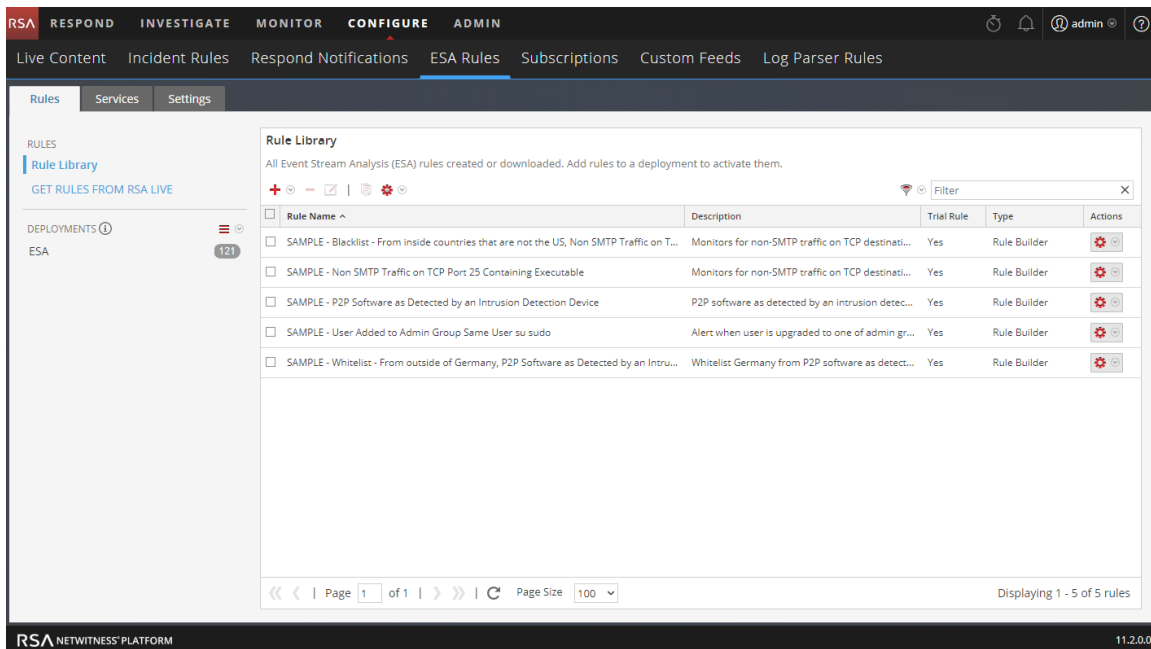 RSA RESPOND INVESTIGATE MONITOR CONFIGURE ADMIN admin ?
Live Content Incident Rules Respond Notifications ESA Rules Subscriptions Custom Feeds Log Parser Rules
Rules Services Settings
RULES
Rule Library
GET RULES FROM RSA LIVE
DEPLOYMENTS i
ESA 121
Rule Library
All Event Stream Analysis (ESA) rules created or downloaded. Add rules to a deployment to activate them.
Filter X
Rule Name Description Trial Rule Type Actions
SAMPLE - Blacklist - From inside countries that are not the US, Non SMTP Traffic on T... Monitors for non-SMTP traffic on TCP destinati... Yes Rule Builder
SAMPLE - Non SMTP Traffic on TCP Port 25 Containing Executable Monitors for non-SMTP traffic on TCP destinati... Yes Rule Builder
SAMPLE - P2P Software as Detected by an Intrusion Detection Device P2P software as detected by an intrusion detec... Yes Rule Builder
SAMPLE - User Added to Admin Group Same User su sudo Alert when user is upgraded to one of admin gr... Yes Rule Builder
SAMPLE - Whitelist - From outside of Germany, P2P Software as Detected by an Intru... Whitelist Germany from P2P software as detect... Yes Rule Builder
Page 1 of 1 Page Size 100 Displaying 1 - 5 of 5 rules
RSA NETWITNESS® PLATFORM 11.2.0.0